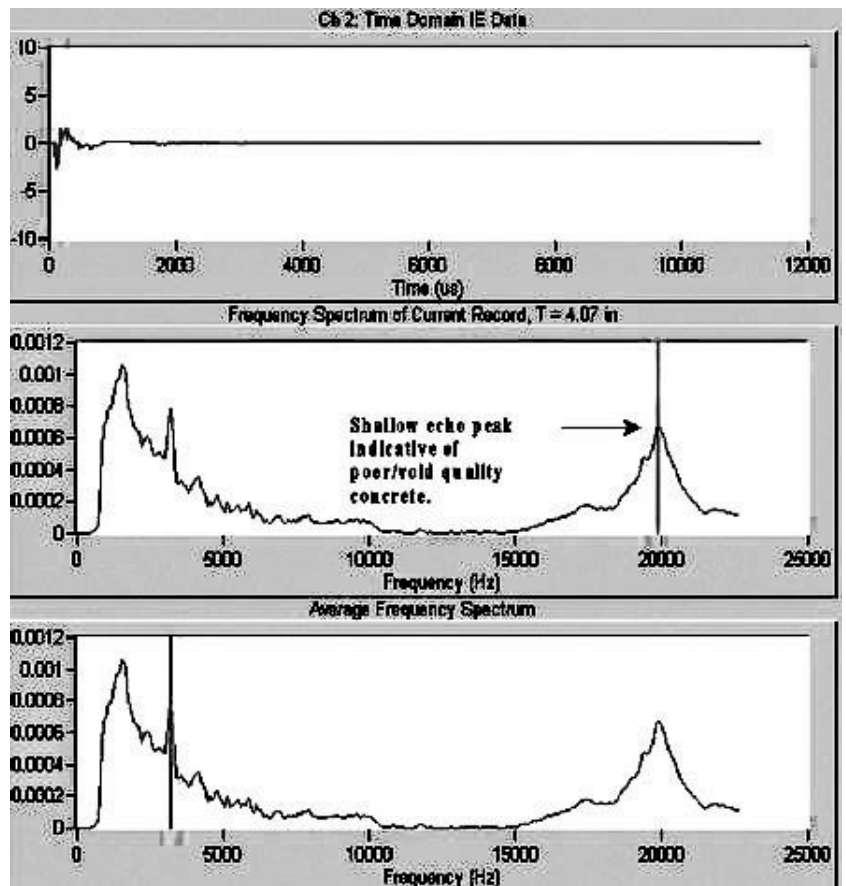 Ch 2: Time Domain IE Data
10
5
0
-5
-10
0 2000 4000 6000 8000 10000 12000
Time (us)
Frequency Spectrum of Current Record, T = 4.07 in
0.0012
0.001
0.0008
0.0006
0.0004
0.0002
0
Shallow echo peak
indicative of
poer/void quality
concrete.
0 5000 10000 15000 20000 25000
Frequency (Hz)
Average Frequency Spectrum
0.0012
0.001
0.0008
0.0006
0.0004
0.0002
0
0 5000 10000 15000 20000 25000
Frequency (Hz)